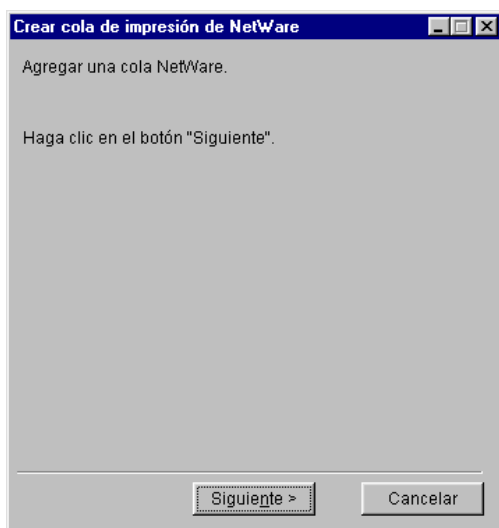 Crear cola de impresión de NetWare
Agregar una cola NetWare.
Haga clic en el botón "Siguiente".
Siguiente >
Cancelar